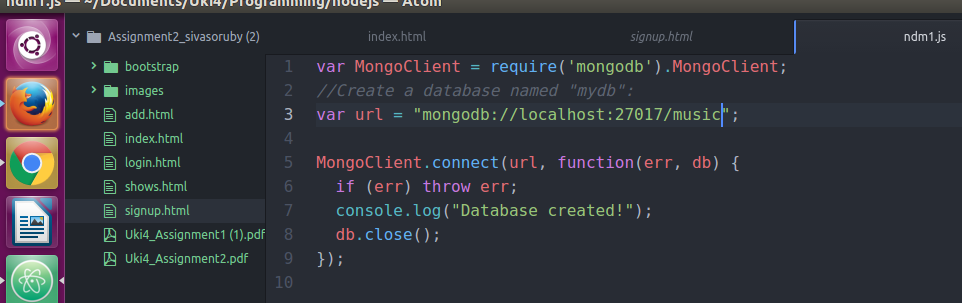 ndm1.js — ~/Documents/Uki4/Programming/nodejs — Atom
Assignment2_sivasoruby (2)
bootstrap
images
add.html
index.html
login.html
shows.html
signup.html
Uki4_Assignment1 (1).pdf
Uki4_Assignment2.pdf
index.html
signup.html
ndm1.js
1 var MongoClient = require('mongodb').MongoClient;
2 //Create a database named "mydb":
3 var url = "mongodb://localhost:27017/music";
4
5 MongoClient.connect(url, function(err, db) {
6 if (err) throw err;
7 console.log("Database created!");
8 db.close();
9 });
10